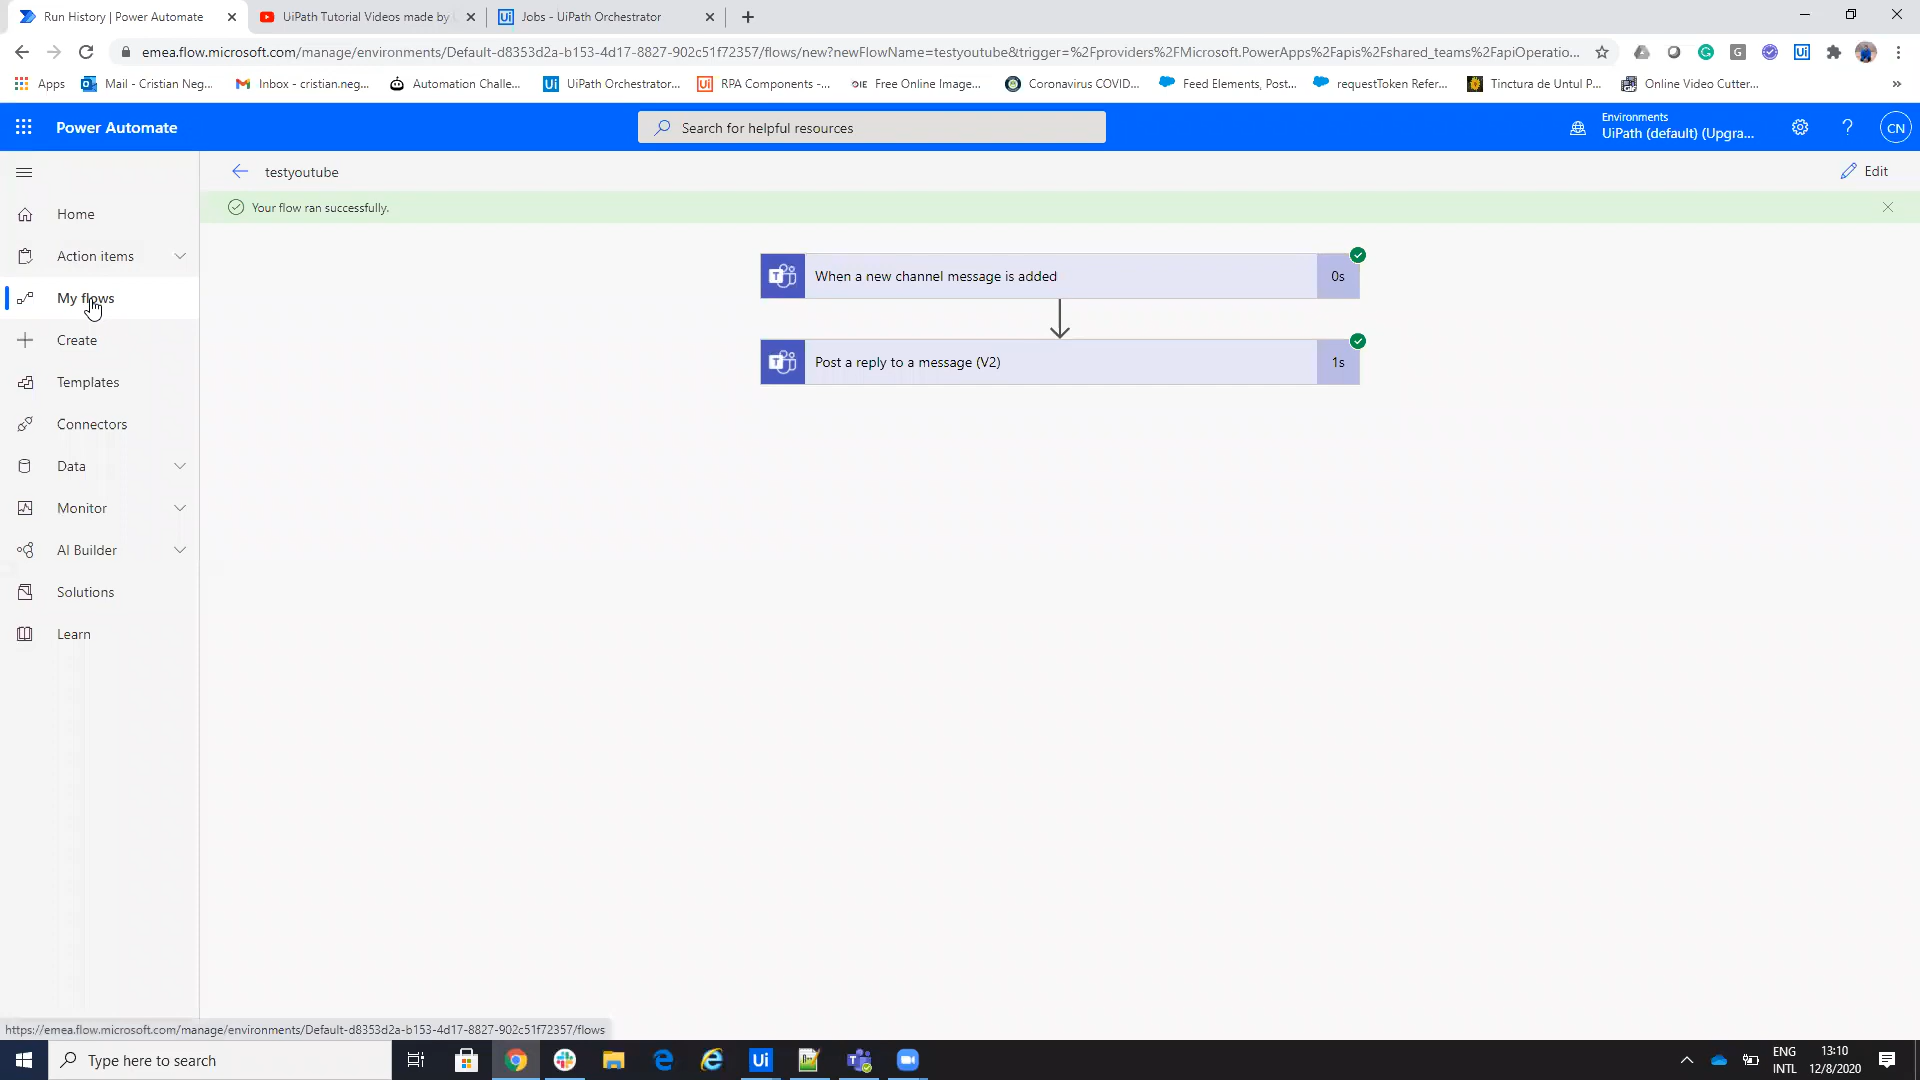 Run History | Power Automate
UiPath Tutorial Videos made by
Jobs - UiPath Orchestrator
emea.flow.microsoft.com/manage/environments/Default-d8353d2a-b153-4d17-8827-902c51f72357/flows/new?newFlowName=testyoutube&trigger=%2Fproviders%2FMicrosoft.PowerApps%2Fapis%2Fshared_teams%2FapiOperatio...
Apps
Mail - Cristian Neg...
Inbox - cristian.neg...
Automation Challe...
UiPath Orchestrator...
RPA Components -...
Free Online Image...
Coronavirus COVID...
Feed Elements, Post...
requestToken Refer...
Tinctura de Untul P...
Online Video Cutter...
»
Power Automate
Search for helpful resources
Environments
UiPath (default) (Upgra...
?
CN
testyoutube
Edit
Your flow ran successfully.
Home
Action items
My flows
Create
Templates
Connectors
Data
Monitor
AI Builder
Solutions
Learn
When a new channel message is added
0s
Post a reply to a message (V2)
1s
https://emea.flow.microsoft.com/manage/environments/Default-d8353d2a-b153-4d17-8827-902c51f72357/flows
Type here to search
Ui
ENG
INTL
13:10
12/8/2020